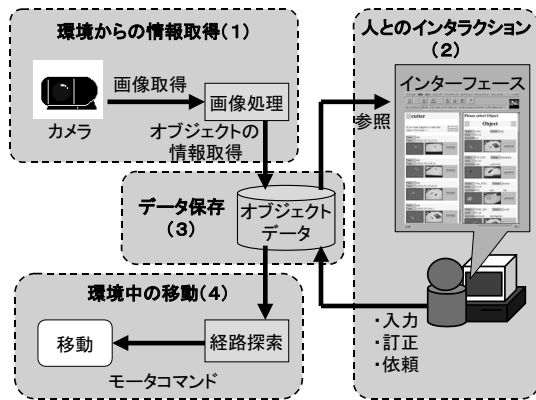 環境からの情報取得(1)
画像取得
画像処理
カメラ
オブジェクトの
情報取得
データ保存
(3)
オブジェクト
データ
環境中の移動(4)
移動
経路探索
モータコマンド
人とのインタラクション
(2)
インターフェース
参照
cutter
Please select Object
Object
・入力
・訂正
・依頼